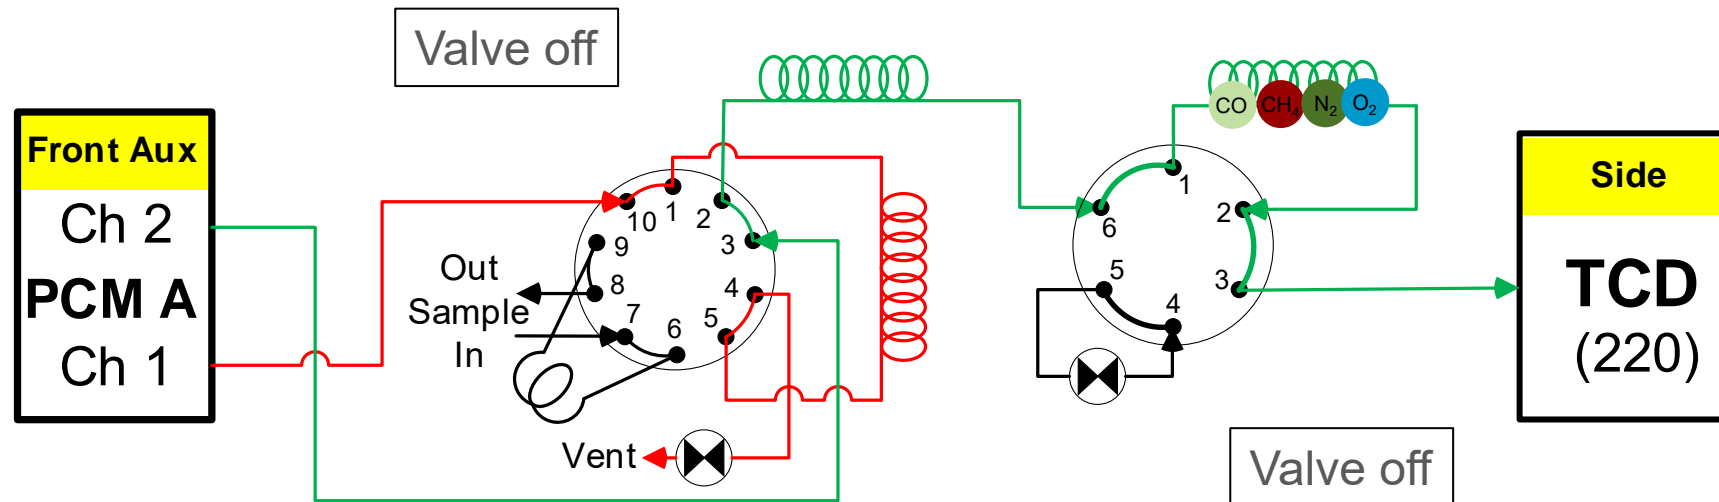 Valve off
Front Aux
Ch 2
PCM A
Ch 1
Out
Sample
In
Vent
1
2
3
4
5
6
7
8
9
10
CO
CH₄
N₂
O₂
1
2
3
4
5
6
Side
TCD
(220)
Valve off